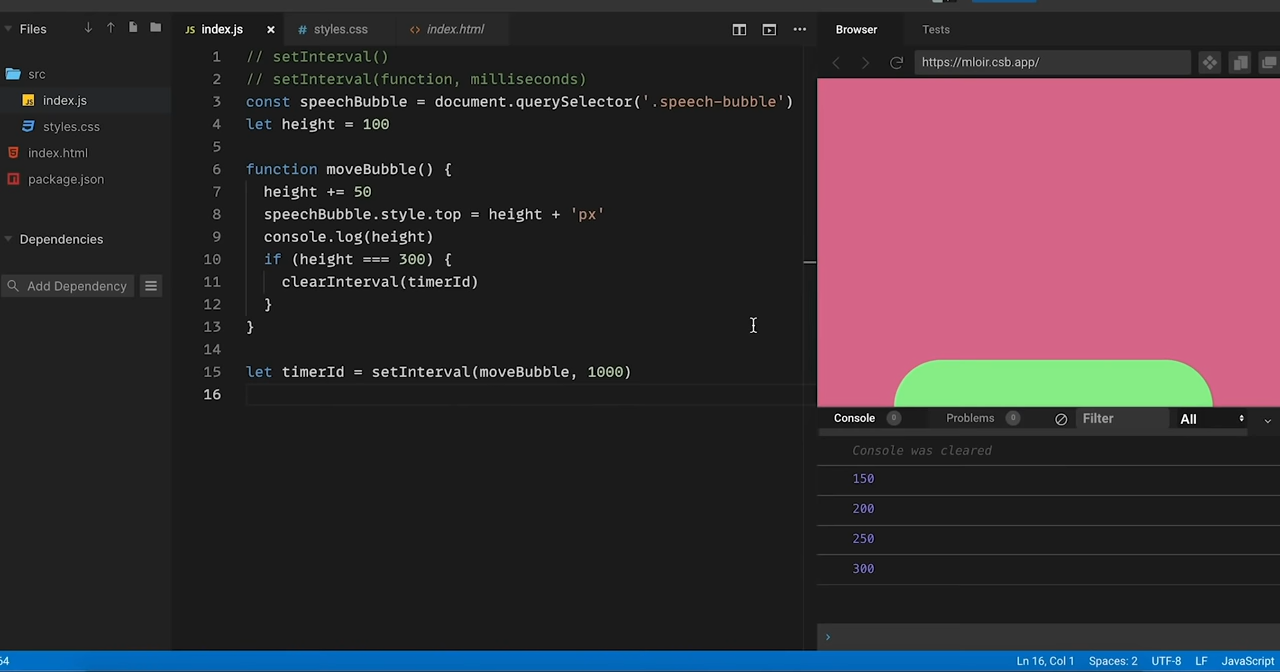 Files
index.js
styles.css
index.html
Browser
Tests
https://mloir.csb.app/
src
index.js
styles.css
index.html
package.json
Dependencies
Add Dependency
1 // setInterval()
2 // setInterval(function, milliseconds)
3 const speechBubble = document.querySelector('.speech-bubble')
4 let height = 100
5
6 function moveBubble() {
7 height += 50
8 speechBubble.style.top = height + 'px'
9 console.log(height)
10 if (height === 300) {
11 clearInterval(timerId)
12 }
13 }
14
15 let timerId = setInterval(moveBubble, 1000)
16
Console 0 Problems 0 Filter All
Console was cleared
150
200
250
300
64 Ln 16, Col 1 Spaces: 2 UTF-8 LF JavaScript